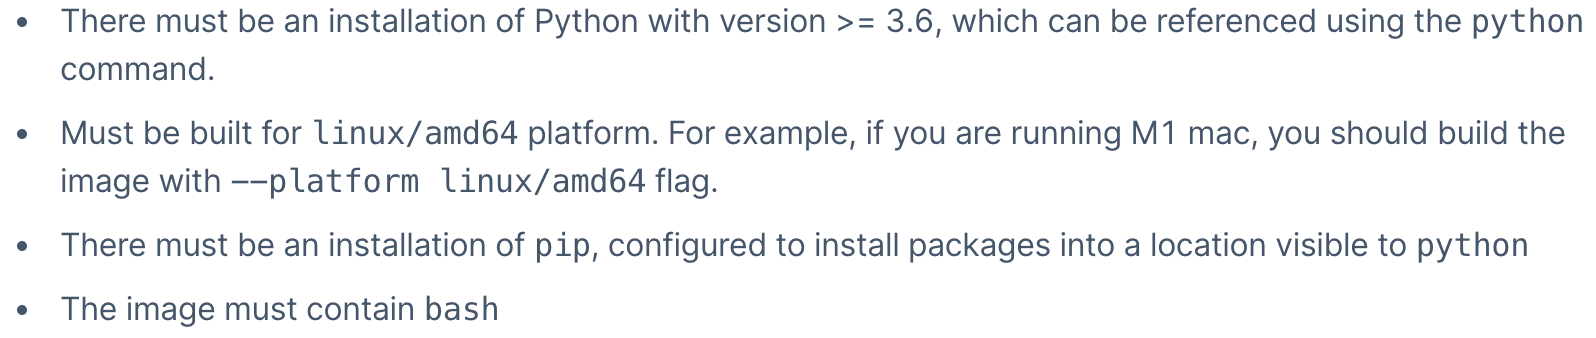 • There must be an installation of Python with version >= 3.6, which can be referenced using the python
command.
• Must be built for linux/amd64 platform. For example, if you are running M1 mac, you should build the
image with --platform linux/amd64 flag.
• There must be an installation of pip, configured to install packages into a location visible to python
• The image must contain bash